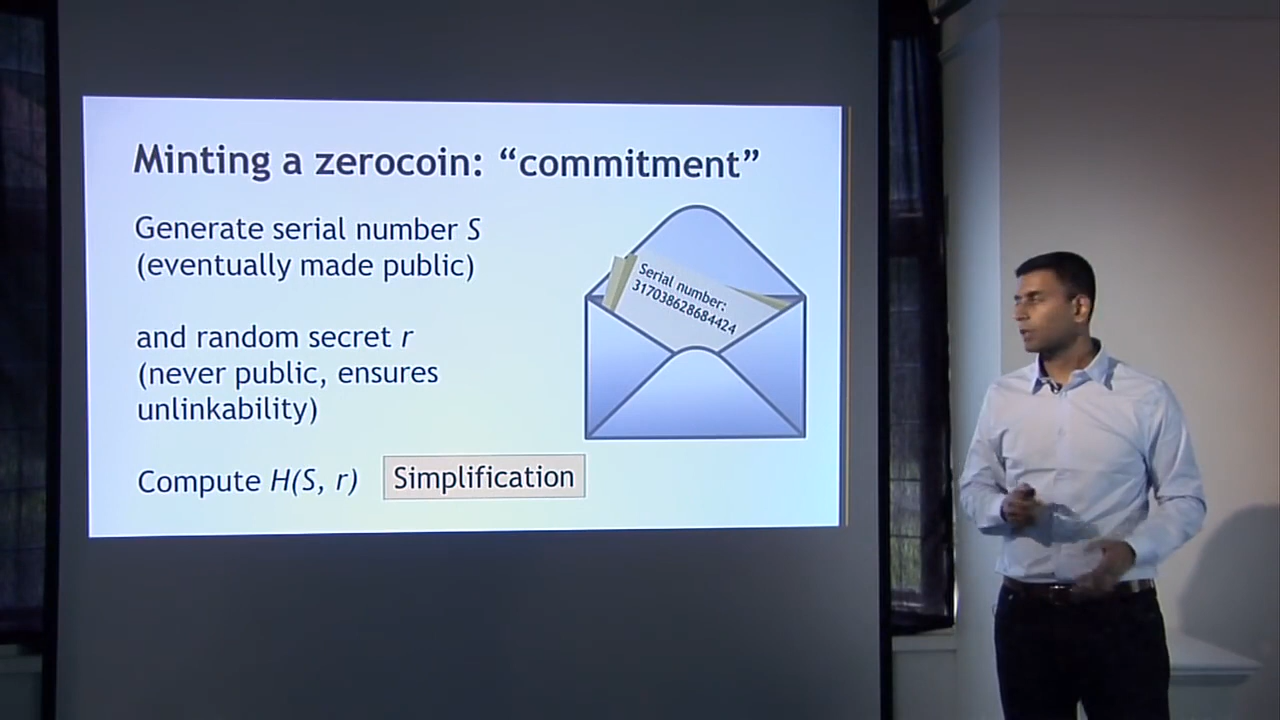 Minting a zerocoin: “commitment”
Generate serial number S
(eventually made public)
and random secret r
(never public, ensures
unlinkability)
Compute H(S, r)
Simplification
Serial number:
317038628684424